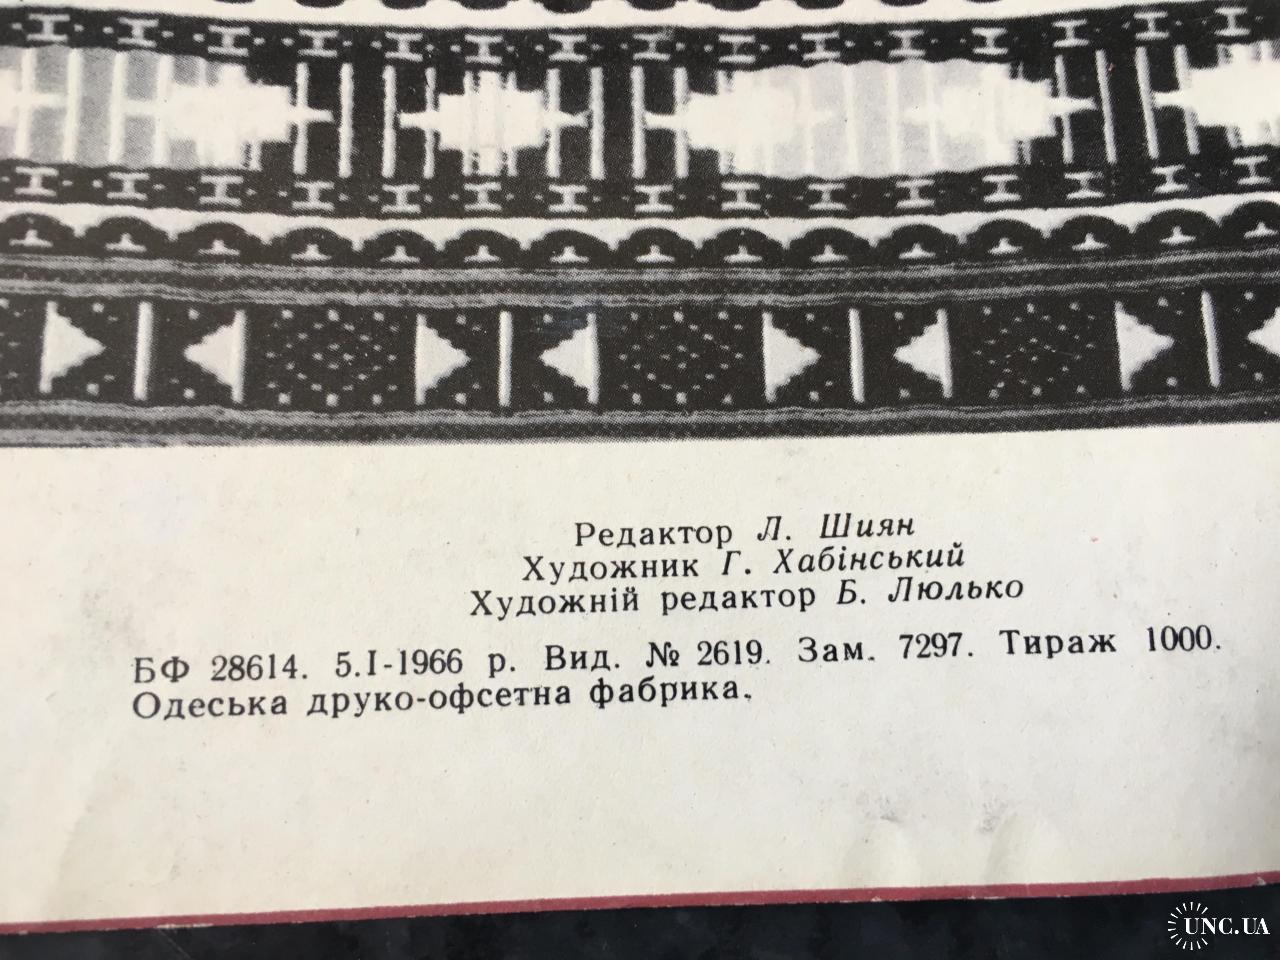 Редактор Л. Шиян
Художник Г. Хабінський
Художній редактор Б. Люлько
БФ 28614. 5.I-1966 р. Вид. № 2619. Зам. 7297. Тираж 1000.
Одеська друко-офсетна фабрика.
UNC.UA